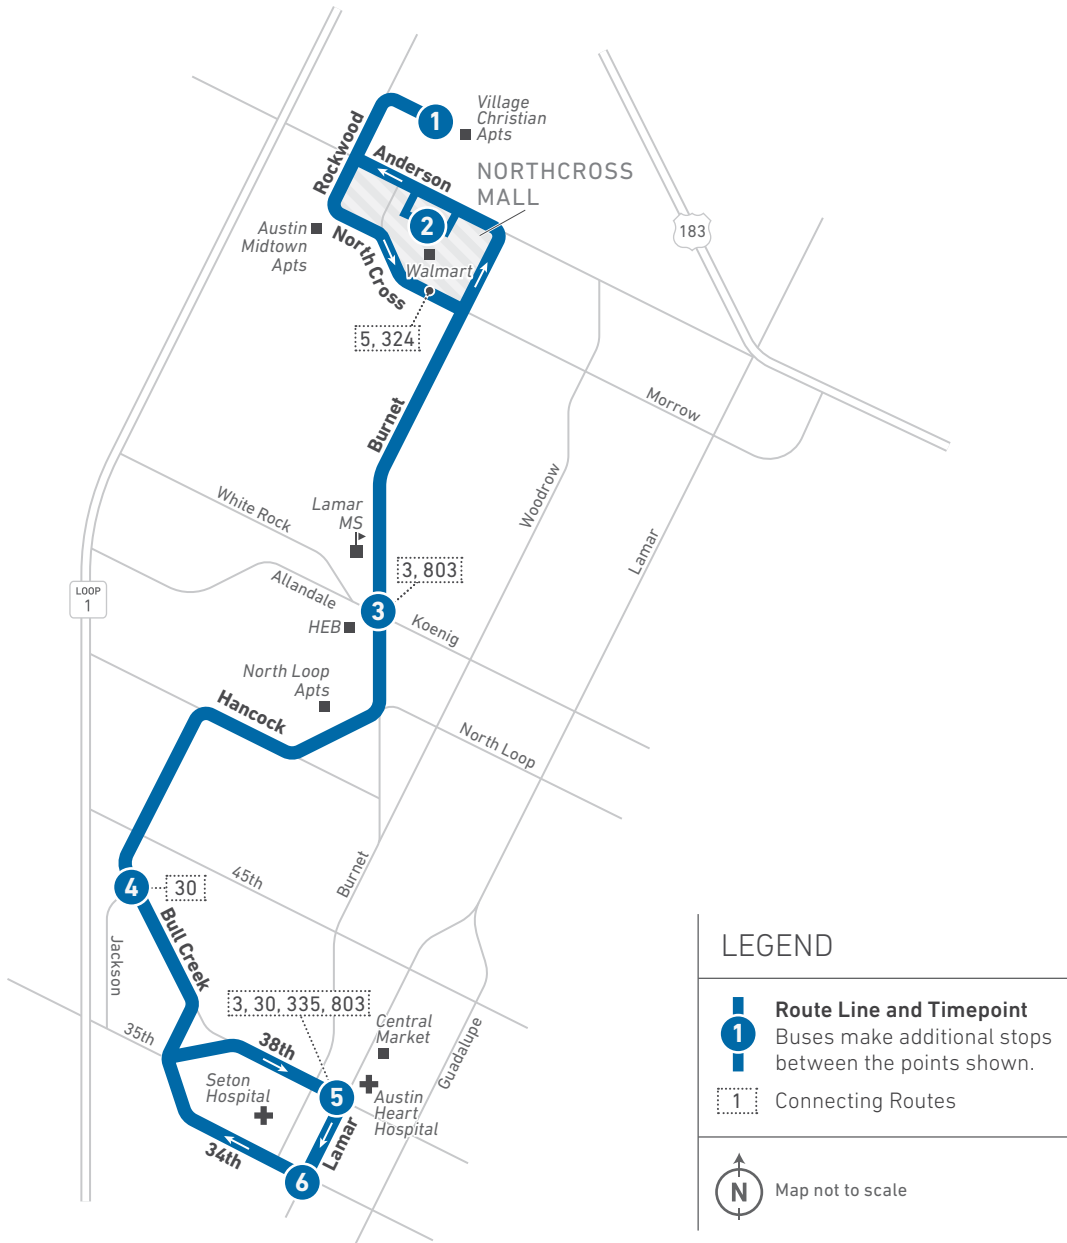 Village
Christian
Apts
1
Rockwood
Anderson
NORTHCROSS
MALL
2
183
Austin
Midtown
Apts
North Cross
Walmart
5, 324
Burnet
Morrow
Woodrow
White Rock
Lamar
MS
Lamar
3, 803
Allandale
LOOP
1
3
HEB
Koenig
North Loop
Apts
Hancock
North Loop
45th
Burnet
4
30
Bull Creek
Jackson
3, 30, 335, 803
35th
38th
Central
Market
Guadalupe
Seton
Hospital
5
Austin
Heart
Hospital
34th
Lamar
6
LEGEND
1
Route Line and Timepoint
Buses make additional stops
between the points shown.
1
Connecting Routes
N
Map not to scale